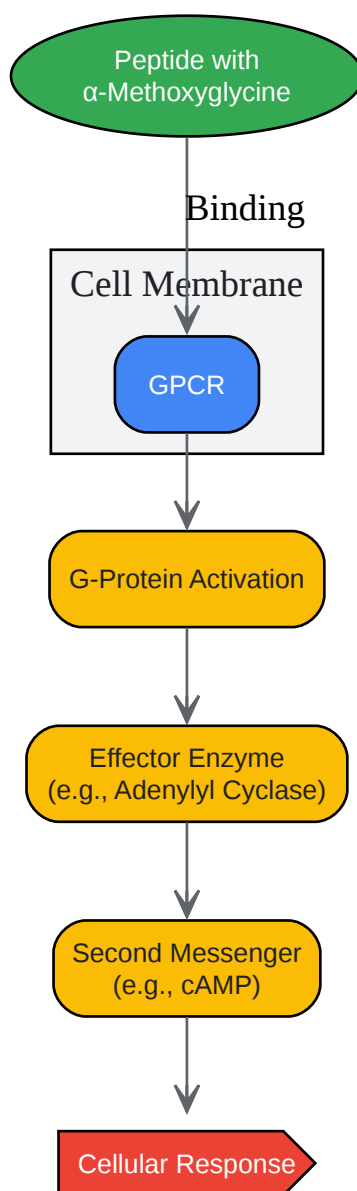 Peptide with
α-Methoxyglycine
Binding
Cell Membrane
GPCR
G-Protein Activation
Effector Enzyme
(e.g., Adenylyl Cyclase)
Second Messenger
(e.g., cAMP)
Cellular Response